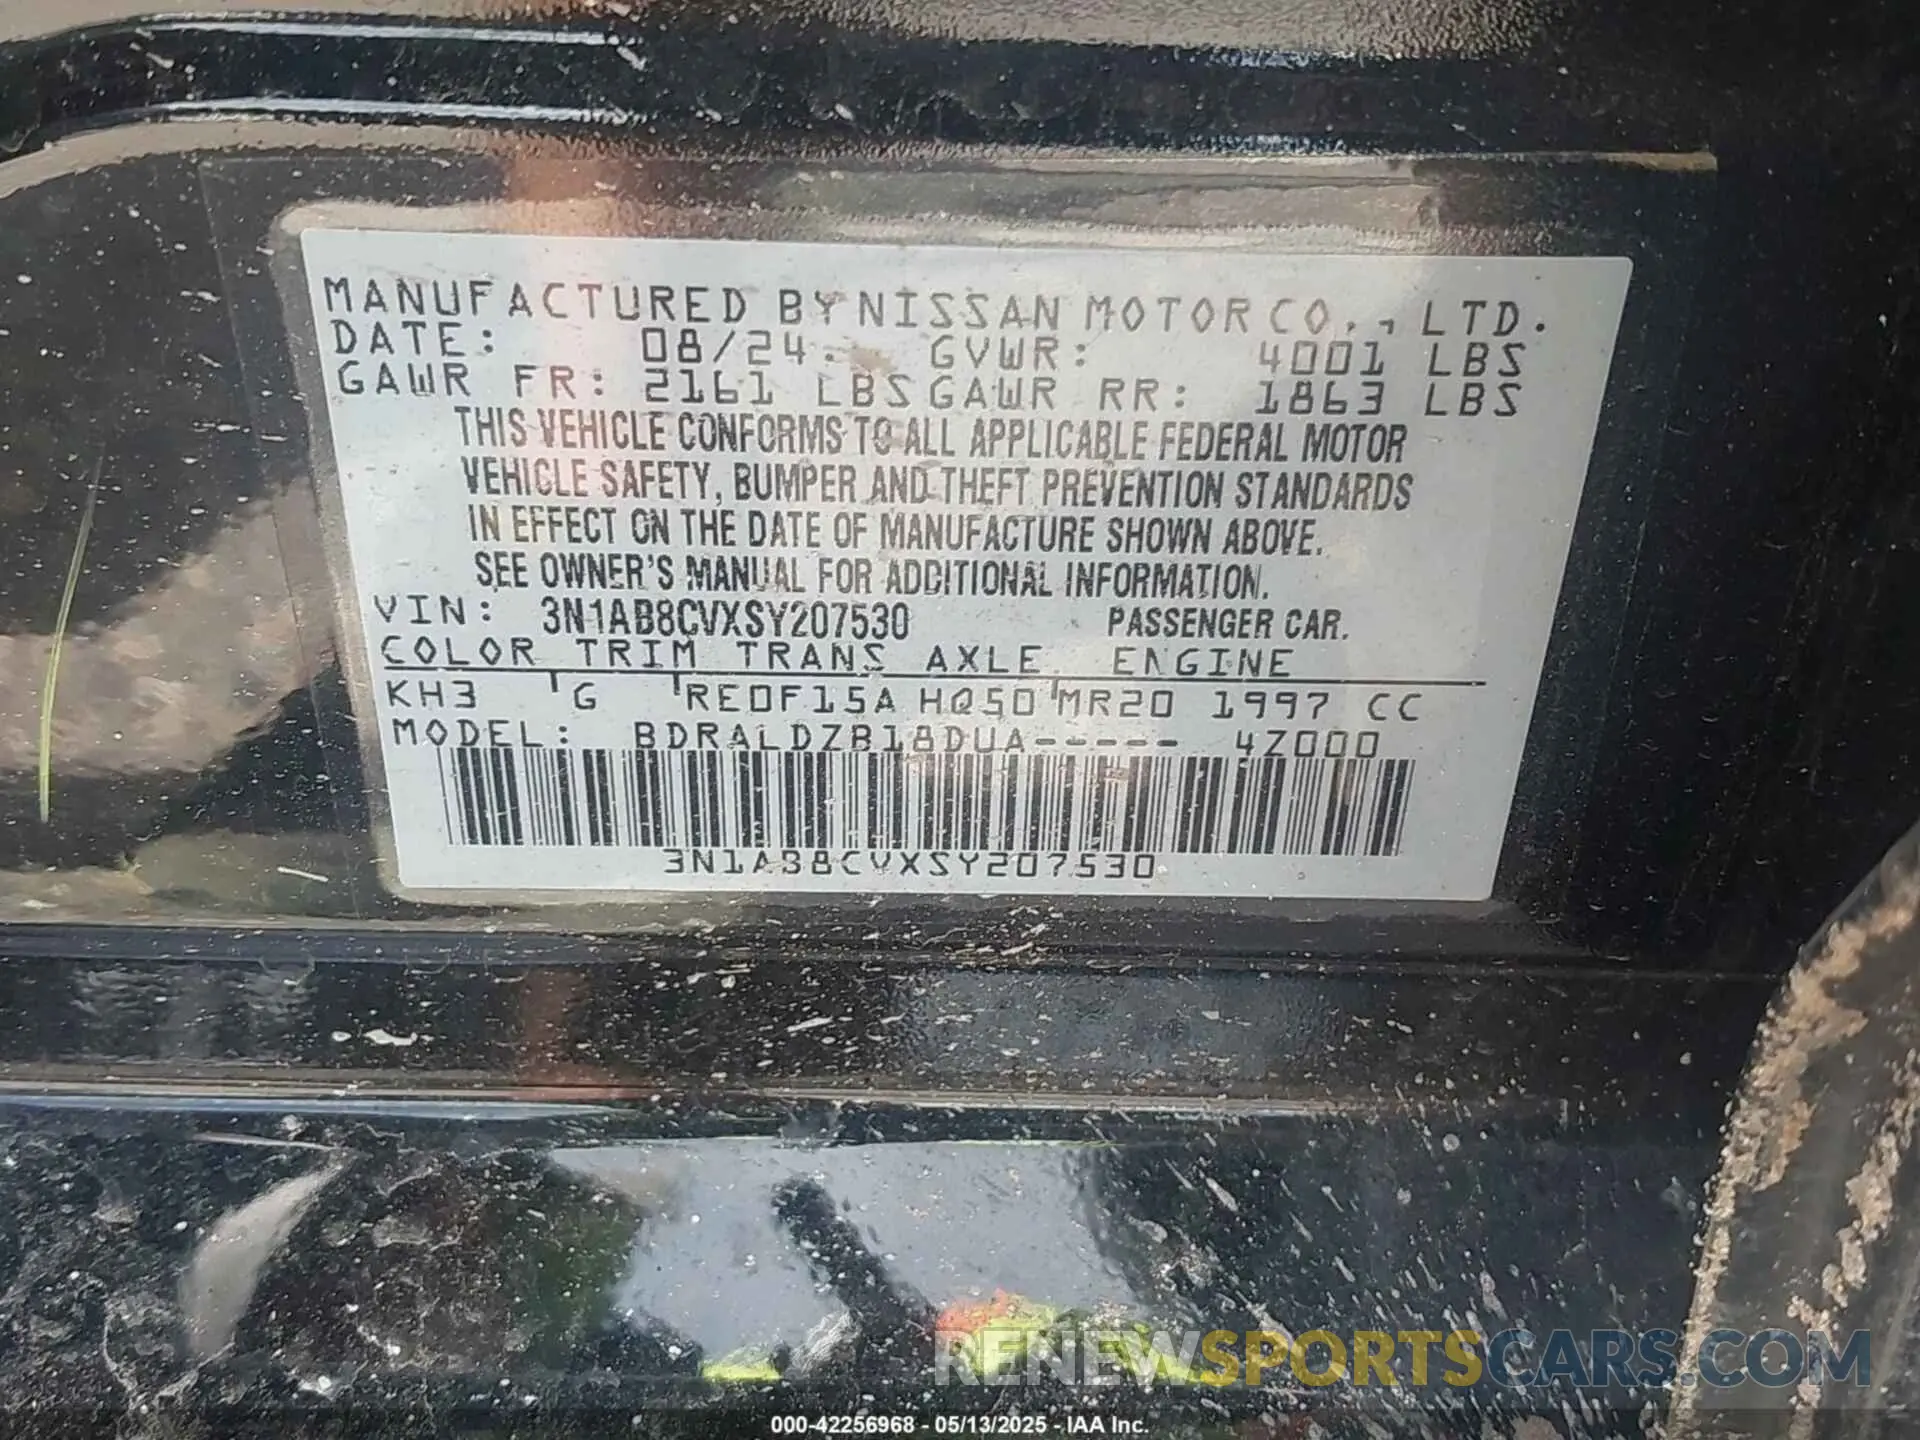 MANUFACTURED BY NISSAN MOTOR CO., LTD.
DATE: 08/24 GVWR: 4001 LBS
GAWR FR: 2161 LBS GAWR RR: 1863 LBS
THIS VEHICLE CONFORMS TO ALL APPLICABLE FEDERAL MOTOR
VEHICLE SAFETY, BUMPER AND THEFT PREVENTION STANDARDS
IN EFFECT ON THE DATE OF MANUFACTURE SHOWN ABOVE.
SEE OWNER'S MANUAL FOR ADDITIONAL INFORMATION.
VIN: 3N1AB8CVXSY207530 PASSENGER CAR.
COLOR TRIM TRANS AXLE ENGINE
KH3 G RE0F15A HQ50 MR20 1997 CC
MODEL: BDRALDZB18DUA----- 4Z000
3N1AB8CVXSY207530
RENEWSPORTSCARS.COM
000-42256968 - 05/13/2025 - IAA Inc.